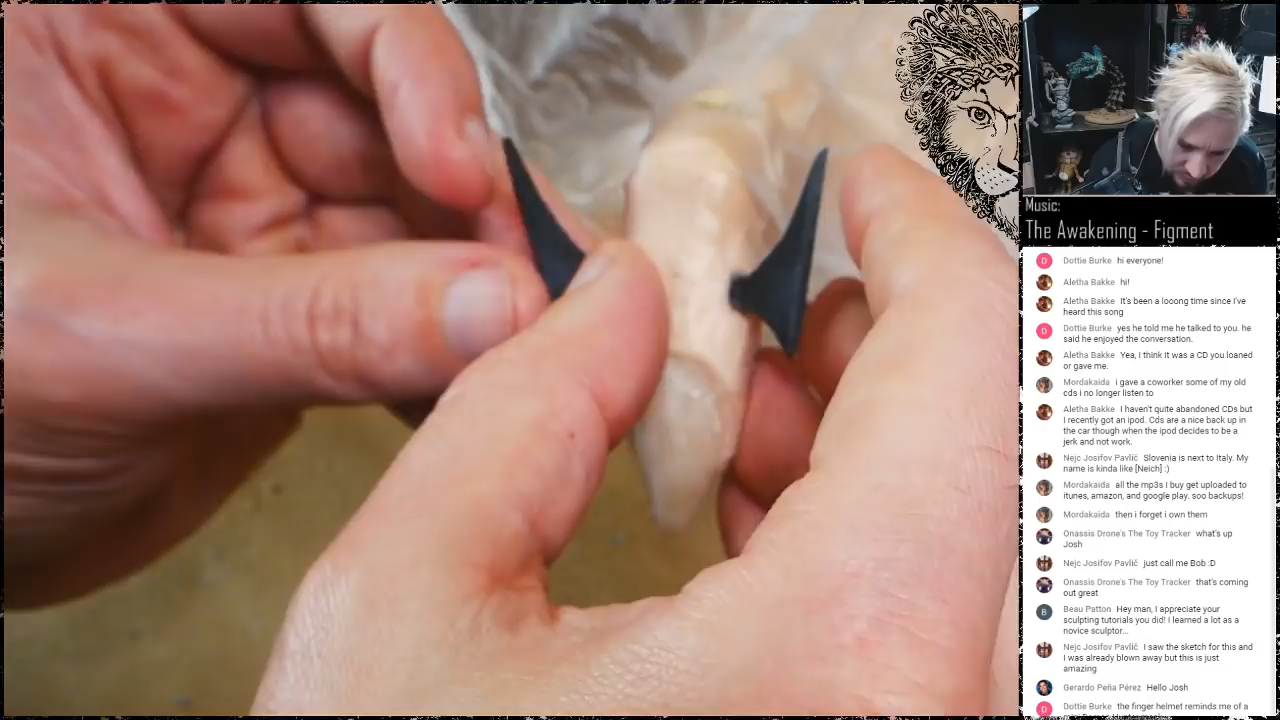 Music:
The Awakening - Figment
D Dottie Burke hi everyone!
Aletha Bakke hi!
Aletha Bakke It's been a looong time since I've
heard this song
D Dottie Burke yes he told me he talked to you. he
said he enjoyed the conversation.
Aletha Bakke Yea, I think it was a CD you loaned
or gave me.
Mordakaida i gave a coworker some of my old
cds i no longer listen to
Aletha Bakke I haven't quite abandoned CDs but
I recently got an ipod. Cds are a nice back up in
the car though when the ipod decides to be a
jerk and not work.
Nejc Josifov Pavlič Slovenia is next to Italy. My
name is kinda like [Neich] :)
Mordakaida all the mp3s I buy get uploaded to
itunes, amazon, and google play. soo backups!
Mordakaida then i forget i own them
Onassis Drone's The Toy Tracker what's up
Josh
Nejc Josifov Pavlič just call me Bob :D
Onassis Drone's The Toy Tracker that's coming
out great
B Beau Patton Hey man, I appreciate your
sculpting tutorials you did! I learned a lot as a
novice sculptor...
Nejc Josifov Pavlič I saw the sketch for this and
I was already blown away but this is just
amazing
Gerardo Peña Pérez Hello Josh
D Dottie Burke the finger helmet reminds me of a